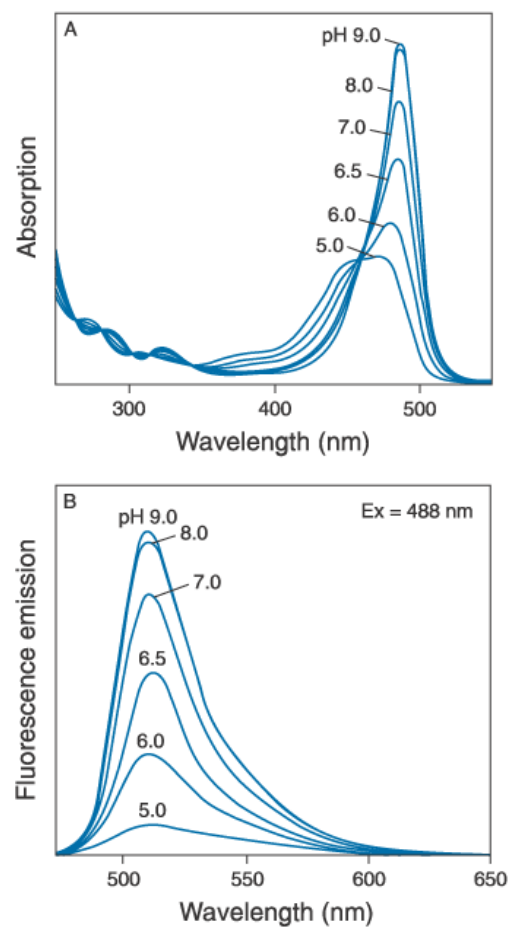 A
pH 9.0
8.0
7.0
6.5
6.0
5.0
Absorption
300 400 500
Wavelength (nm)
B
Ex = 488 nm
pH 9.0
8.0
7.0
6.5
6.0
5.0
Fluorescence emission
500 550 600 650
Wavelength (nm)